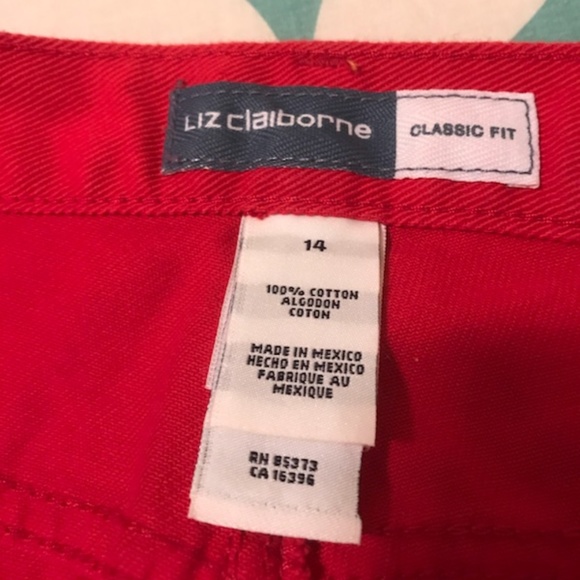 LIZ claiborne
CLASSIC FIT
14
100% COTTON
ALGODON
COTON
MADE IN MEXICO
HECHO EN MEXICO
FABRIQUE AU
MEXIQUE
RN 85373
CA 16396